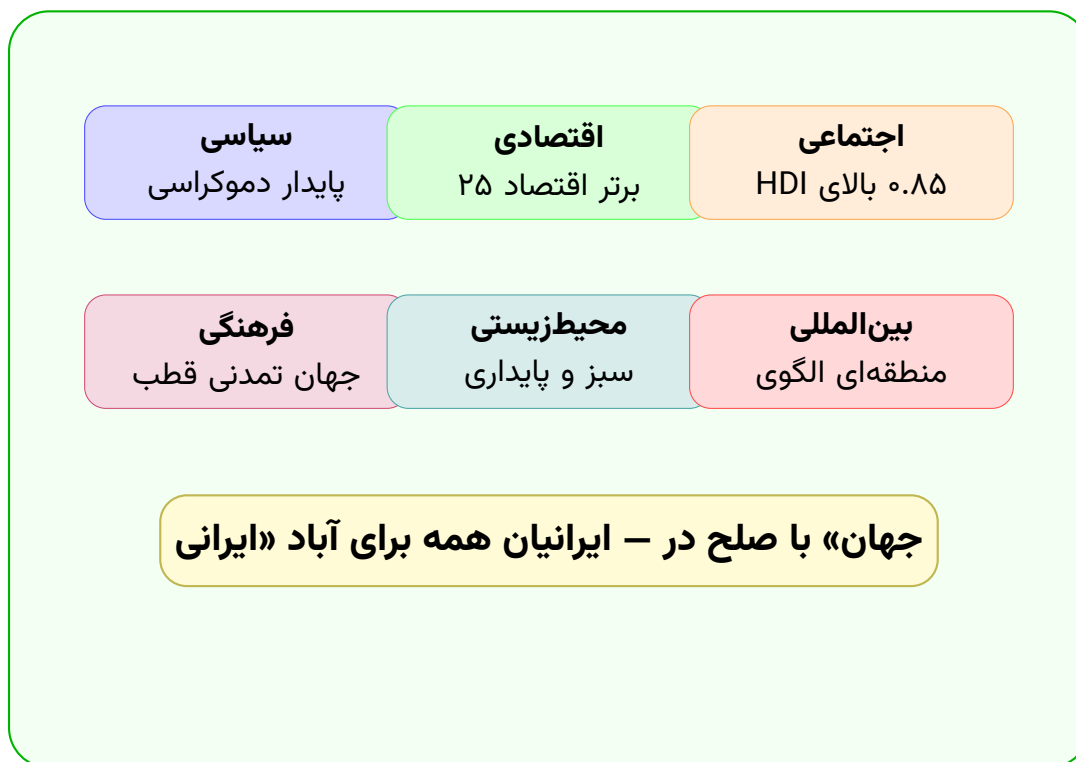 اجتماعی
۰.۸۵ بالای HDI
اقتصادی
برتر اقتصاد ۲۵
سیاسی
پایدار دموکراسی
بین‌المللی
منطقه‌ای الگوی
محیط‌زیستی
سبز و پایداری
فرهنگی
جهان تمدنی قطب
جهان» با صلح در – ایرانیان همه برای آباد «ایرانی